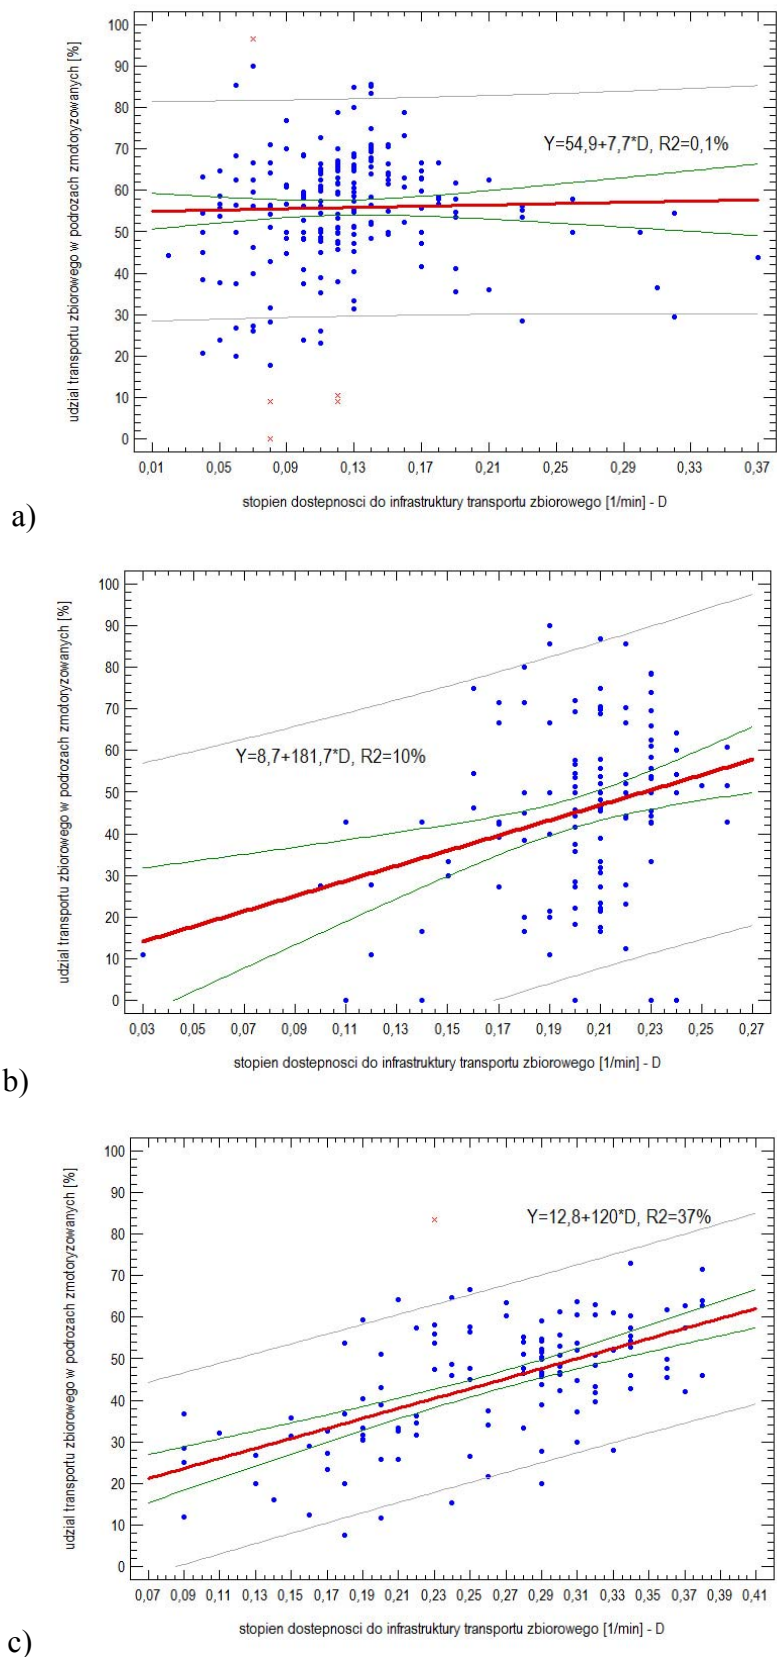 100
90
80
70
60
50
40
30
20
10
0
udzial transportu zbiorowego w podrozach zmotoryzowanych [%]
Y=54,9+7,7*D, R2=0,1%
0,01 0,05 0,09 0,13 0,17 0,21 0,25 0,29 0,33 0,37
stopien dostepnosci do infrastruktury transportu zbiorowego [1/min] - D
a)
100
90
80
70
60
50
40
30
20
10
0
udzial transportu zbiorowego w podrozach zmotoryzowanych [%]
Y=8,7+181,7*D, R2=10%
0,03 0,05 0,07 0,09 0,11 0,13 0,15 0,17 0,19 0,21 0,23 0,25 0,27
stopien dostepnosci do infrastruktury transportu zbiorowego [1/min] - D
b)
100
90
80
70
60
50
40
30
20
10
0
udzial transportu zbiorowego w podrozach zmotoryzowanych [%]
Y=12,8+120*D, R2=37%
0,07 0,09 0,11 0,13 0,15 0,17 0,19 0,21 0,23 0,25 0,27 0,29 0,31 0,33 0,35 0,37 0,39 0,41
stopien dostepnosci do infrastruktury transportu zbiorowego [1/min] - D
c)